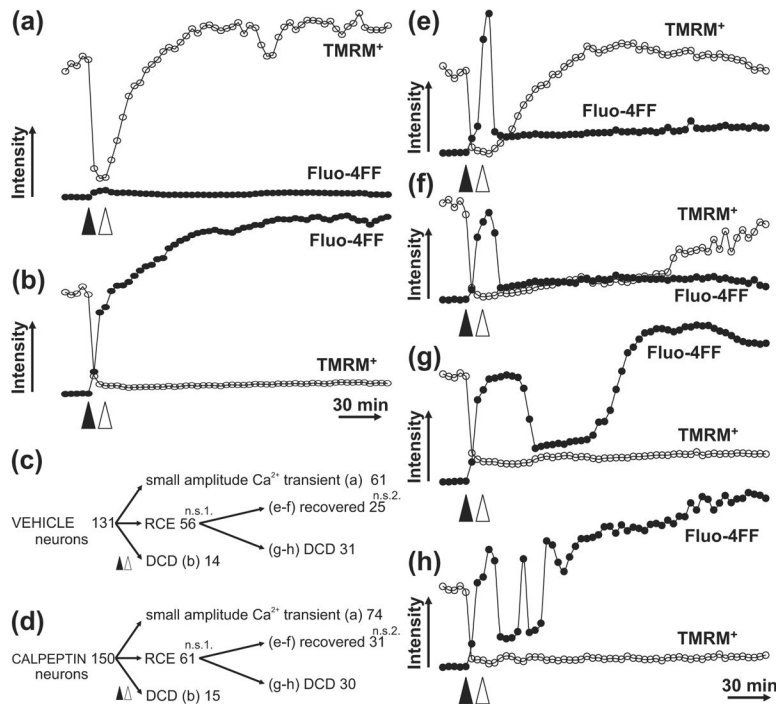 (a)
TMRM+
Intensity
Fluo-4FF
Fluo-4FF
(b)
Intensity
TMRM+
30 min
(c)
small amplitude Ca2+ transient (a) 61
n.s.1.
n.s.2.
(e-f) recovered 25
VEHICLE 131
neurons
RCE 56
(g-h) DCD 31
DCD (b) 14
(d)
small amplitude Ca2+ transient (a) 74
n.s.1.
n.s.2.
(e-f) recovered 31
CALPEPTIN 150
neurons
RCE 61
(g-h) DCD 30
DCD (b) 15
(e)
TMRM+
Fluo-4FF
Intensity
(f)
TMRM+
Intensity
Fluo-4FF
(g)
Fluo-4FF
Intensity
TMRM+
(h)
Fluo-4FF
Intensity
TMRM+
30 min